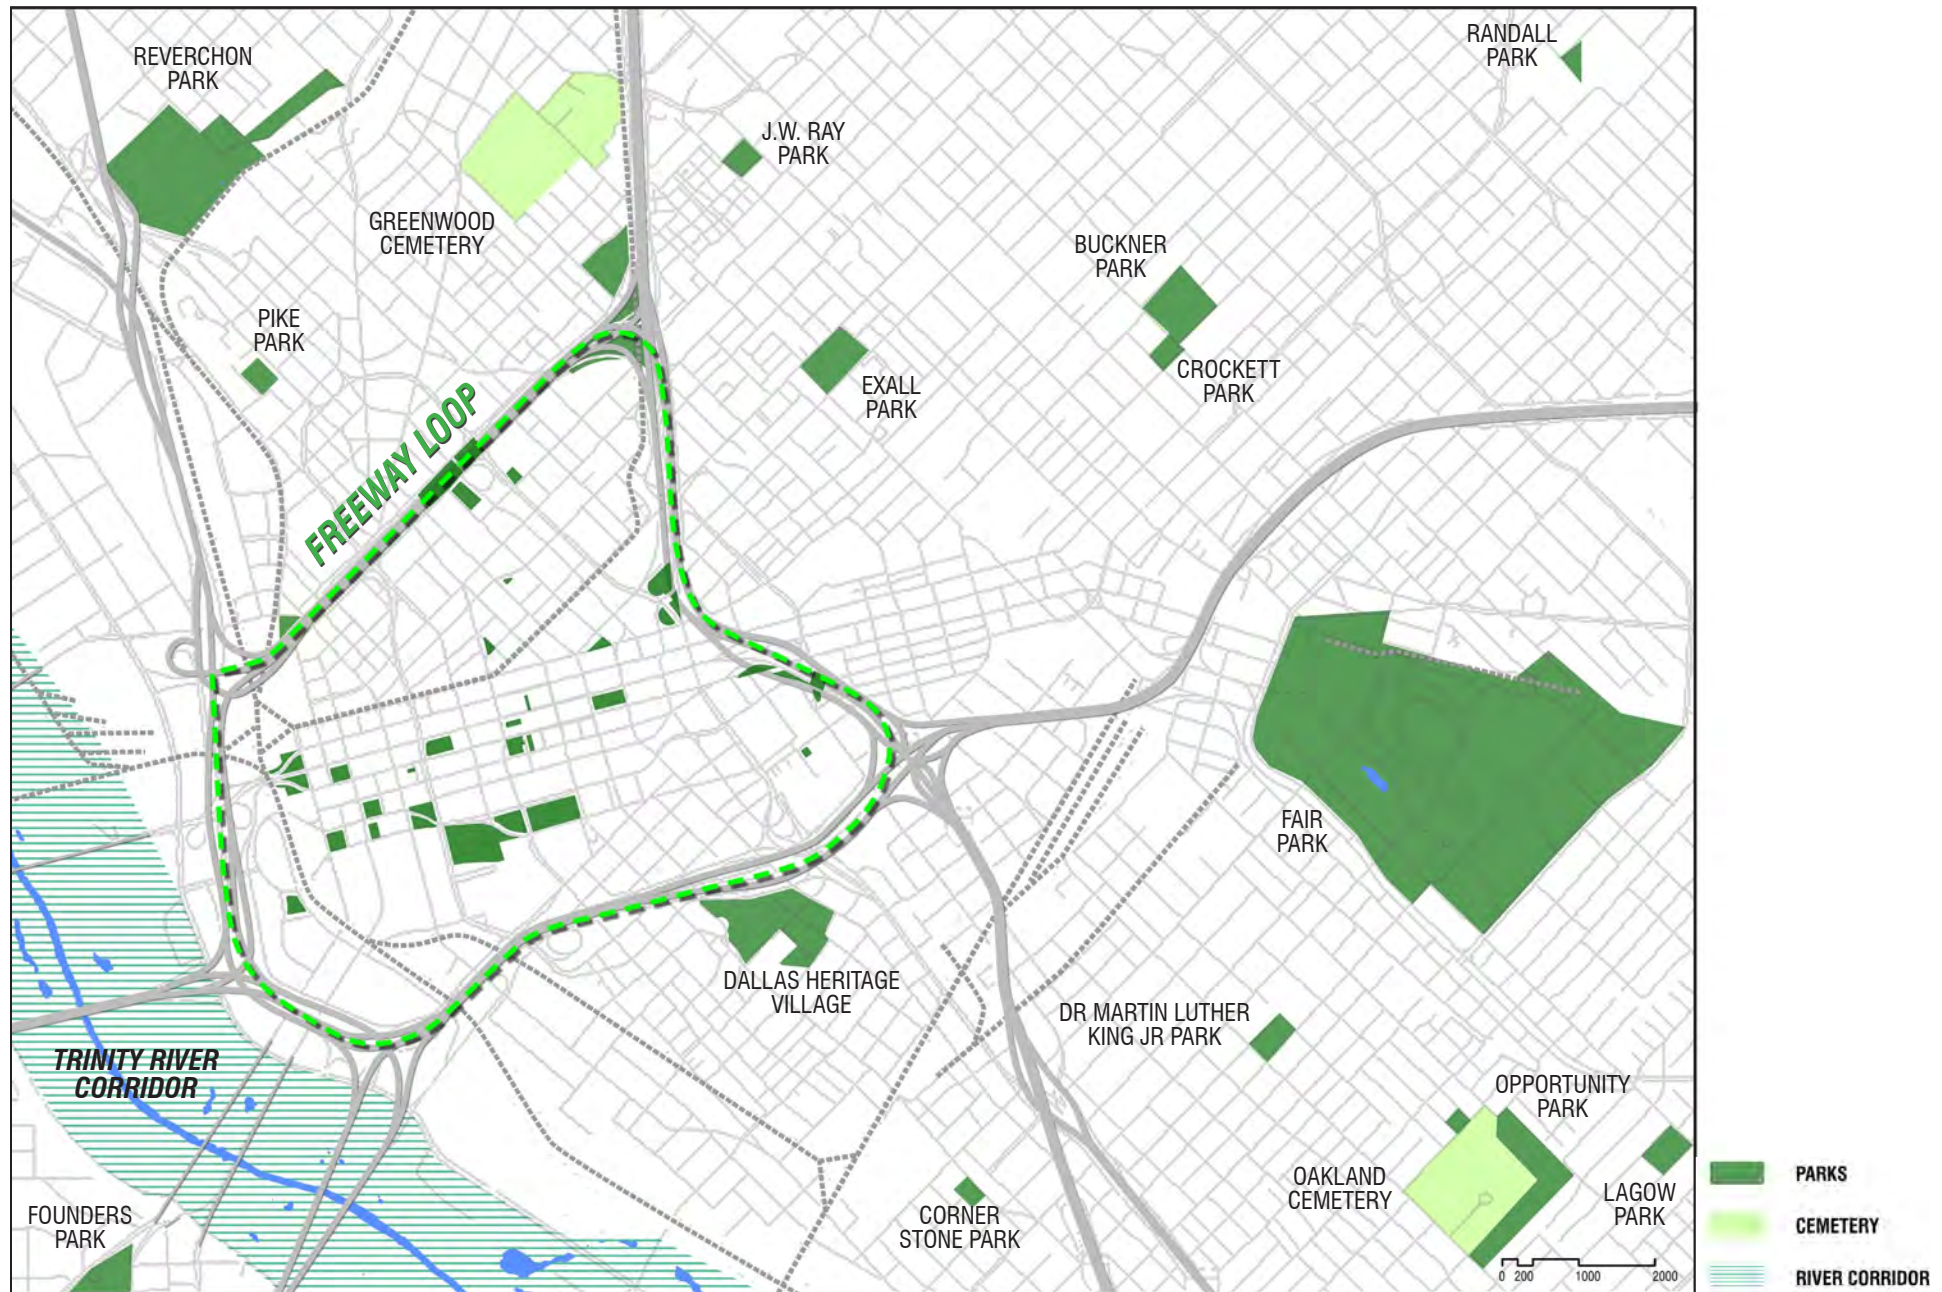 REVERCHON
PARK
RANDALL
PARK
J.W. RAY
PARK
GREENWOOD
CEMETERY
BUCKNER
PARK
PIKE
PARK
CROCKETT
PARK
EXALL
PARK
FREEWAY LOOP
FAIR
PARK
DALLAS HERITAGE
VILLAGE
DR MARTIN LUTHER
KING JR PARK
TRINITY RIVER
CORRIDOR
OPPORTUNITY
PARK
OAKLAND
CEMETERY
LAGOW
PARK
FOUNDERS
PARK
CORNER
STONE PARK
0 200 1000 2000
PARKS
CEMETERY
RIVER CORRIDOR